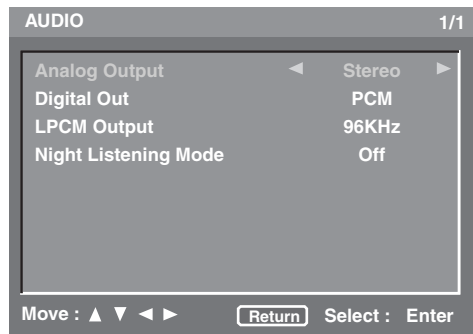 AUDIO 1/1
Analog Output ◄ Stereo ►
Digital Out PCM
LPCM Output 96KHz
Night Listening Mode Off
Move : ▲ ▼ ◄ ► Return Select : Enter